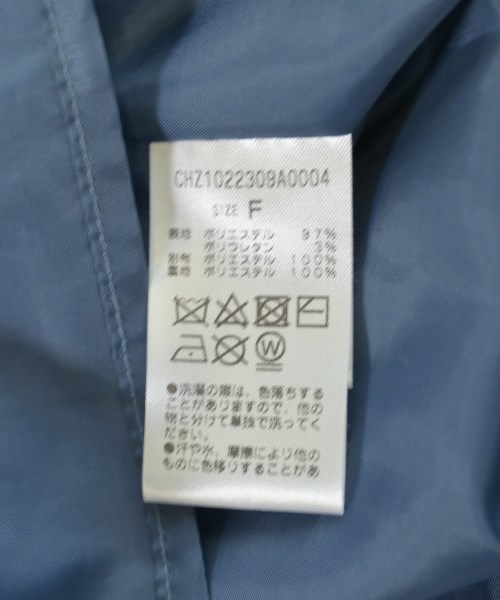 CHZ1022309A0004
SIZE F
表地 ポリエステル 97%
ポリウレタン 3%
別布 ポリエステル 100%
裏地 ポリエステル 100%
W
●洗濯の際は、色落ちする
ことがありますので、他の
物と分けて単独で洗ってく
ださい。
●汗や水、摩擦により他の
ものに色移りすることがあ